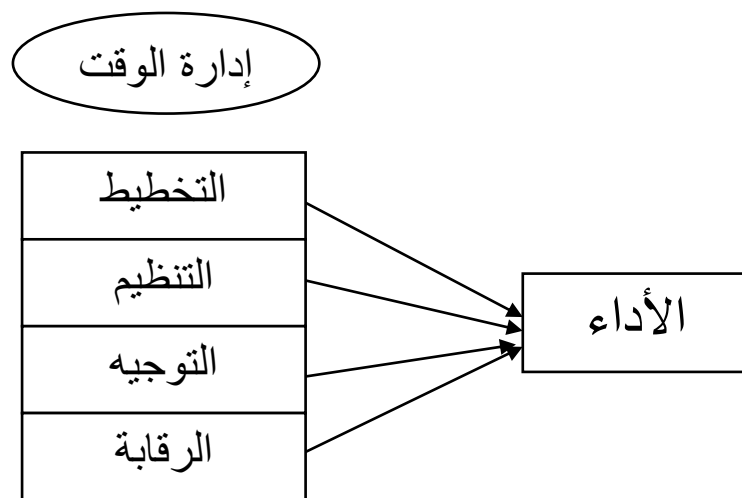 إدارة الوقت
التخطيط
التنظيم
التوجيه
الرقابة
الأداء